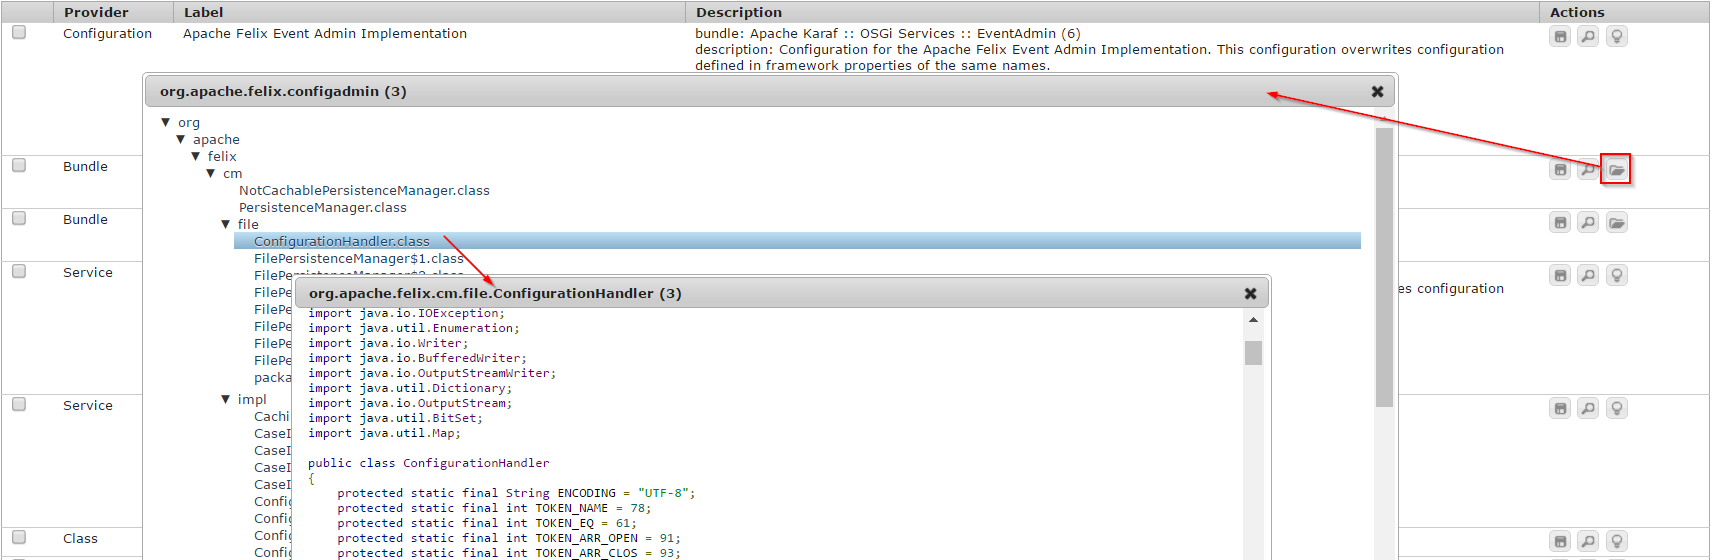 Provider Label Description Actions
Configuration Apache Felix Event Admin Implementation bundle: Apache Karaf :: OSGi Services :: EventAdmin (6)
description: Configuration for the Apache Felix Event Admin Implementation. This configuration overwrites configuration
defined in framework properties of the same names.
org.apache.felix.configadmin (3)
▼ org
▼ apache
Bundle
▼ felix
▼ cm
NotCachablePersistenceManager.class
PersistenceManager.class
Bundle
▼ file
ConfigurationHandler.class
FilePersistenceManager$1.class
Service
FilePersistenceManager$2.class
FilePe
es configuration
FilePe
FilePe
FilePe
FilePe
packa
▼ impl
Service
Cachi
CaseI
CaseI
CaseI
CaseI
Config
Config
Class
Config
Config
org.apache.felix.cm.file.ConfigurationHandler (3)
import java.io.IOException;
import java.util.Enumeration;
import java.io.Writer;
import java.io.BufferedWriter;
import java.io.OutputStreamWriter;
import java.util.Dictionary;
import java.io.OutputStream;
import java.util.BitSet;
import java.util.Map;
public class ConfigurationHandler
{
protected static final String ENCODING = "UTF-8";
protected static final int TOKEN_NAME = 78;
protected static final int TOKEN_EQ = 61;
protected static final int TOKEN_ARR_OPEN = 91;
protected static final int TOKEN_ARR_CLOS = 93;